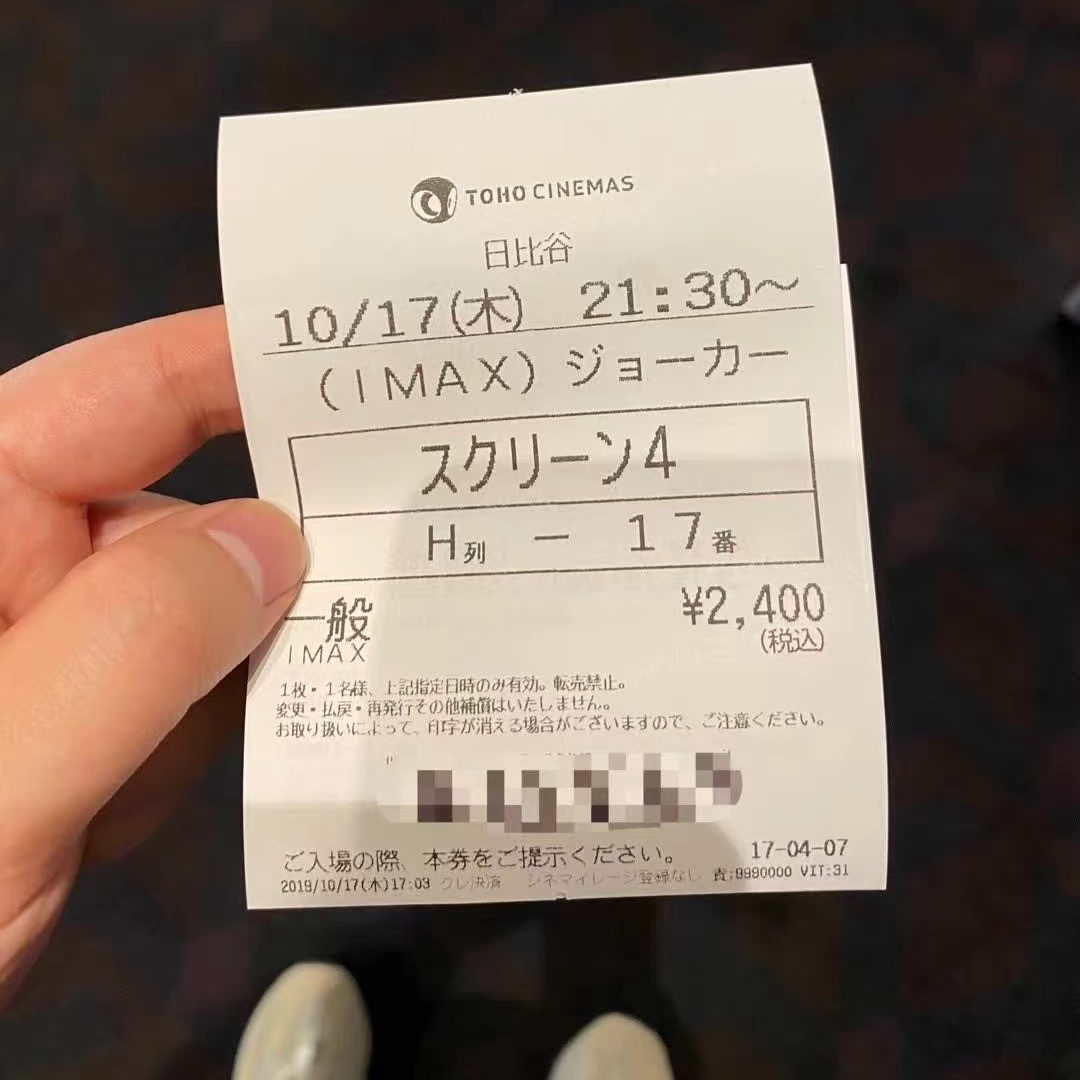 TOHO CINEMAS
日比谷
10/17(木) 21:30～
(IMAX) ジョーカー
スクリーン4
H列 － 17番
一般 ¥2,400
IMAX (税込)
1枚・1名様、上記指定日時のみ有効。転売禁止。
変更・払戻・再発行その他補償はいたしません。
お取り扱いによって、印字が消える場合がございますので、ご注意ください。
ご入場の際、本券をご提示ください。 17-04-07
2019/10/17(木)17:03 クレ決済 シネマイレージ登録なし 責:9990000 VIT:31